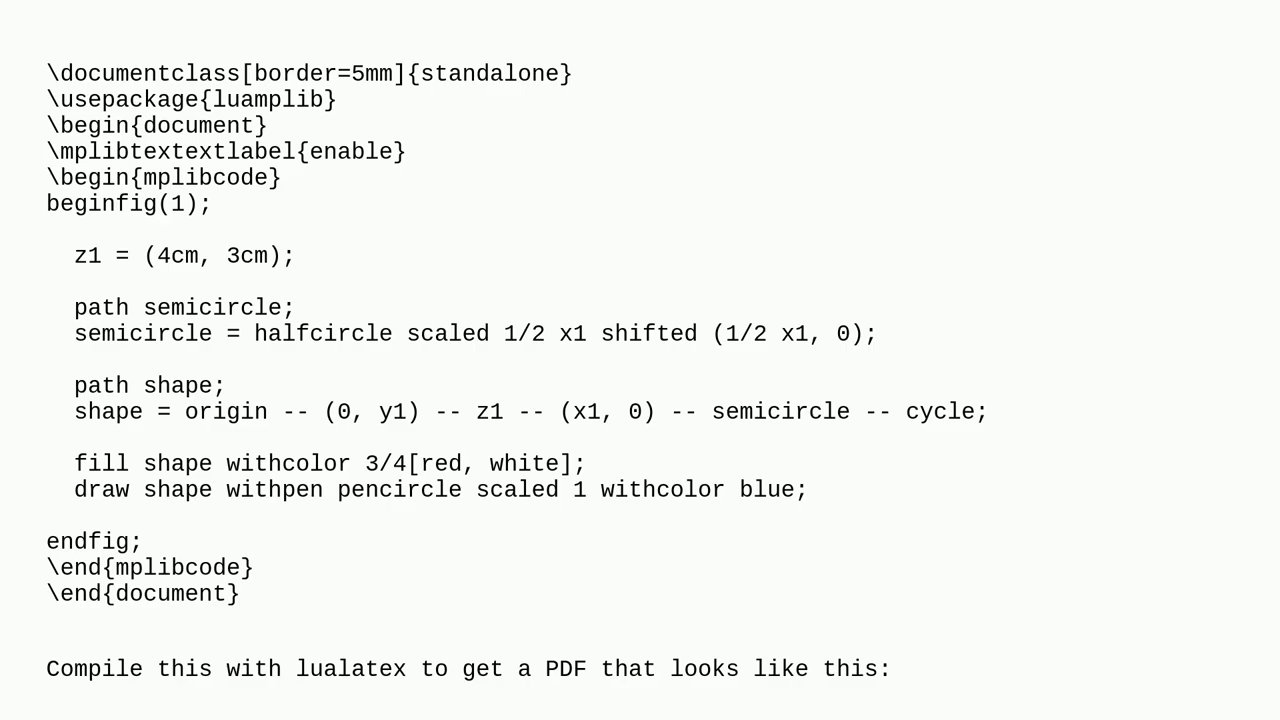 \documentclass[border=5mm]{standalone}
\usepackage{luamplib}
\begin{document}
\mplibtextextlabel{enable}
\begin{mplibcode}
beginfig(1);
z1 = (4cm, 3cm);
path semicircle;
semicircle = halfcircle scaled 1/2 x1 shifted (1/2 x1, 0);
path shape;
shape = origin -- (0, y1) -- z1 -- (x1, 0) -- semicircle -- cycle;
fill shape withcolor 3/4[red, white];
draw shape withpen pencircle scaled 1 withcolor blue;
endfig;
\end{mplibcode}
\end{document}
Compile this with lualatex to get a PDF that looks like this: